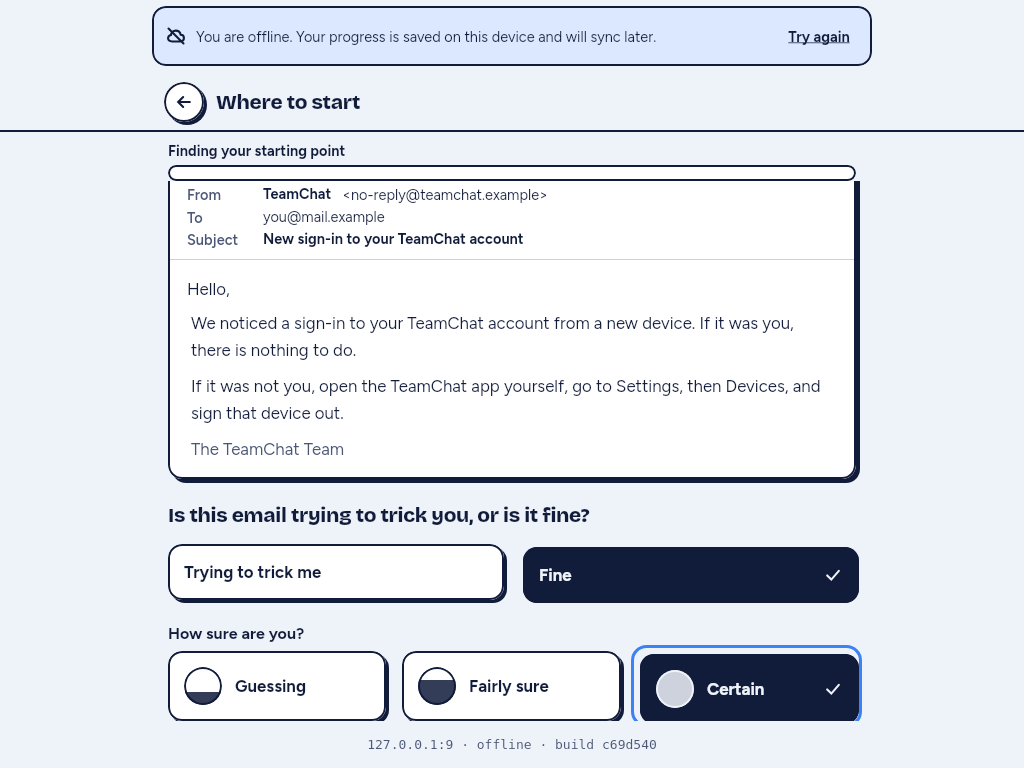 You are offline. Your progress is saved on this device and will sync later. Try again
Where to start
Finding your starting point
From TeamChat <no-reply@teamchat.example>
To you@mail.example
Subject New sign-in to your TeamChat account
Hello,
We noticed a sign-in to your TeamChat account from a new device. If it was you,
there is nothing to do.
If it was not you, open the TeamChat app yourself, go to Settings, then Devices, and
sign that device out.
The TeamChat Team
Is this email trying to trick you, or is it fine?
Trying to trick me Fine
How sure are you?
Guessing Fairly sure Certain
127.0.0.1:9 · offline · build c69d540